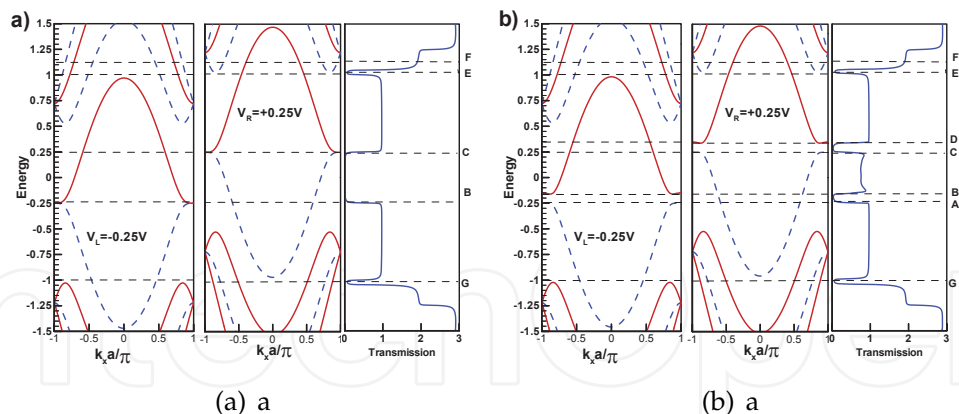 a)
1.5
1.25
1
0.75
0.5
0.25
0
-0.25
-0.5
-0.75
-1
-1.25
-1.5
Energy
V_L=-0.25V
-1 -0.5 0 0.5 1
k_x a/π
V_R=+0.25V
-1 -0.5 0 0.5 1
k_x a/π
F
E
C
B
G
0 1 2 3
Transmission
(a) a
b)
1.5
1.25
1
0.75
0.5
0.25
0
-0.25
-0.5
-0.75
-1
-1.25
-1.5
Energy
V_L=-0.25V
-1 -0.5 0 0.5 1
k_x a/π
V_R=+0.25V
-1 -0.5 0 0.5 1
k_x a/π
F
E
D
C
B
A
G
0 1 2 3
Transmission
(b) a